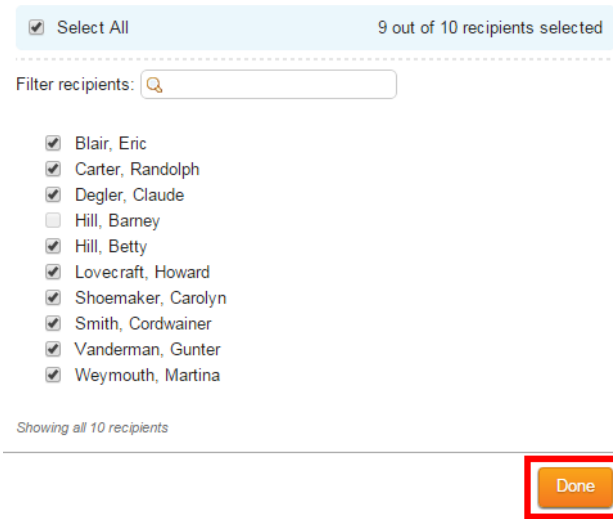 Select All 9 out of 10 recipients selected
Filter recipients:
Blair, Eric
Carter, Randolph
Degler, Claude
Hill, Barney
Hill, Betty
Lovecraft, Howard
Shoemaker, Carolyn
Smith, Cordwainer
Vanderman, Gunter
Weymouth, Martina
Showing all 10 recipients
Done